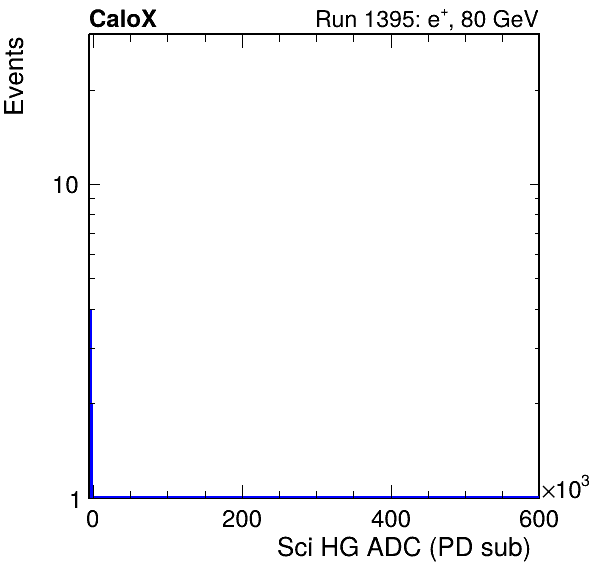 CaloX
Run 1395: e+, 80 GeV
Events
10
1
0
200
400
600
×10³
Sci HG ADC (PD sub)